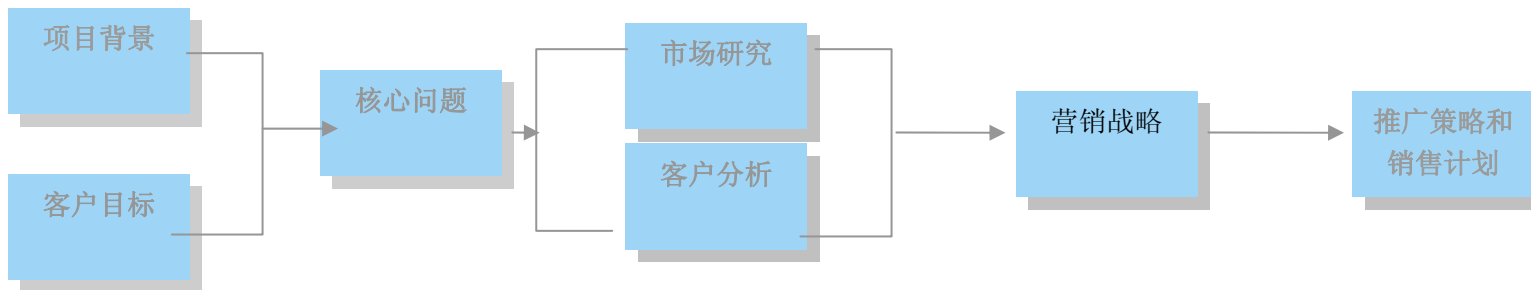 项目背景
客户目标
核心问题
市场研究
客户分析
营销战略
推广策略和
销售计划